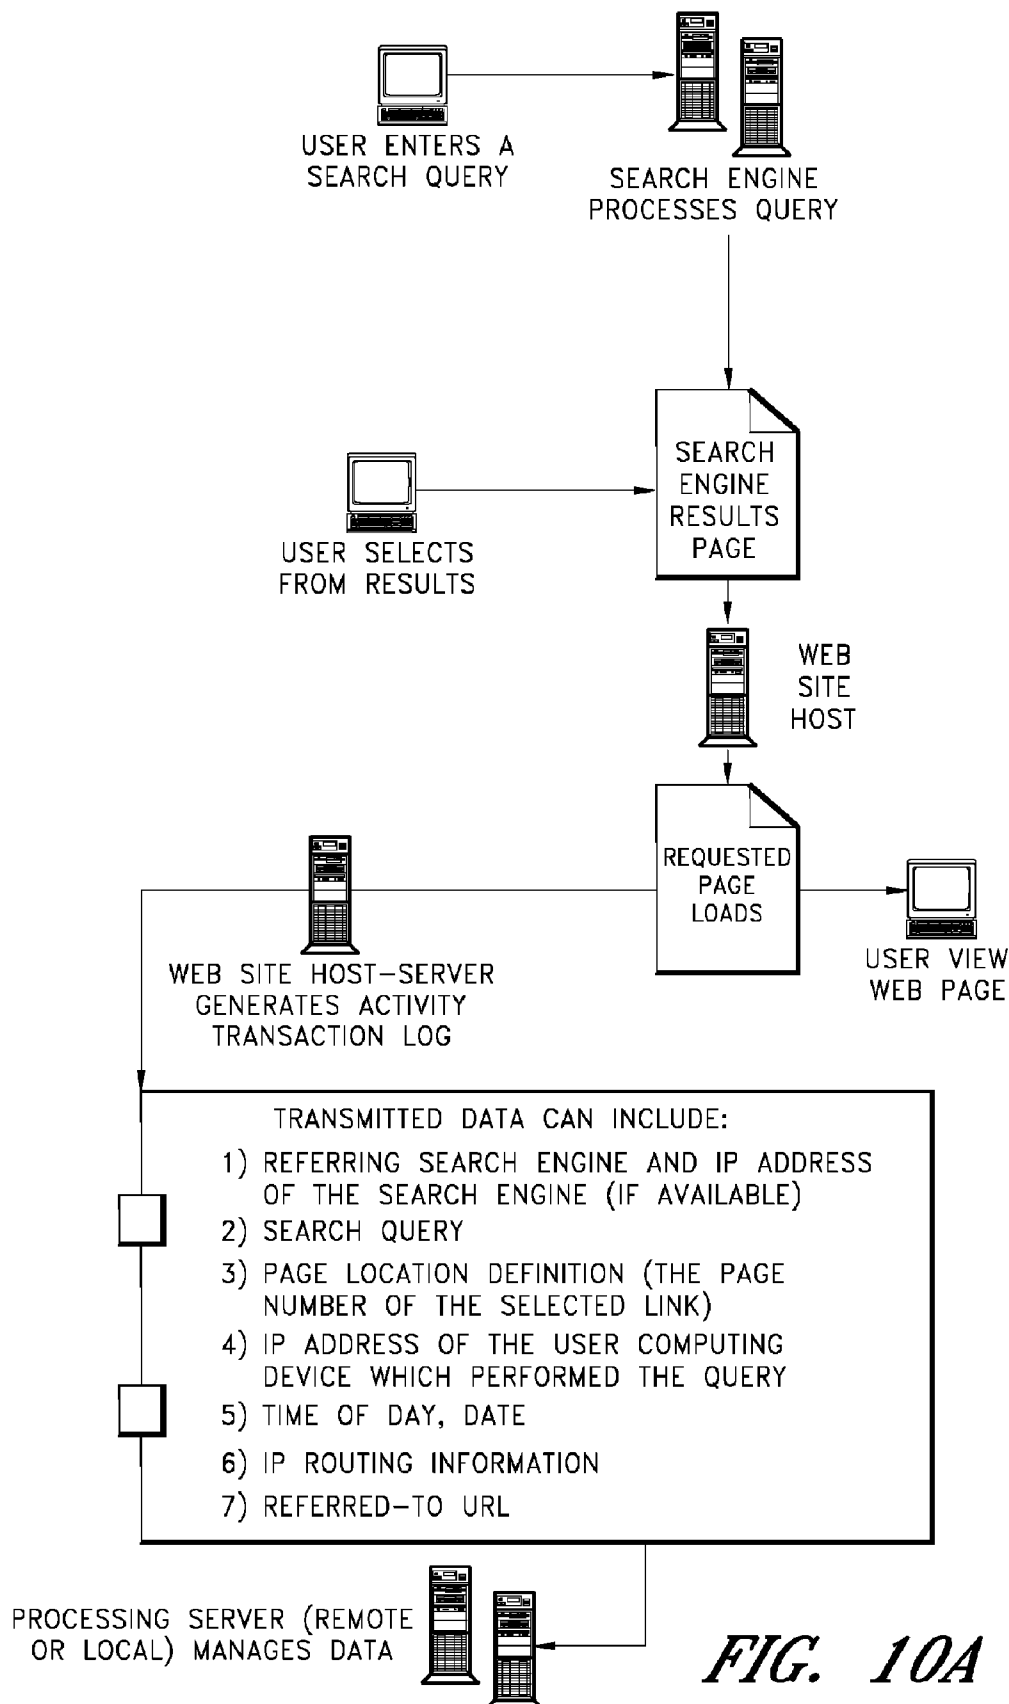 USER ENTERS A
SEARCH QUERY
SEARCH ENGINE
PROCESSES QUERY
SEARCH
ENGINE
RESULTS
PAGE
USER SELECTS
FROM RESULTS
WEB
SITE
HOST
REQUESTED
PAGE
LOADS
USER VIEW
WEB PAGE
WEB SITE HOST–SERVER
GENERATES ACTIVITY
TRANSACTION LOG
TRANSMITTED DATA CAN INCLUDE:
1) REFERRING SEARCH ENGINE AND IP ADDRESS
OF THE SEARCH ENGINE (IF AVAILABLE)
2) SEARCH QUERY
3) PAGE LOCATION DEFINITION (THE PAGE
NUMBER OF THE SELECTED LINK)
4) IP ADDRESS OF THE USER COMPUTING
DEVICE WHICH PERFORMED THE QUERY
5) TIME OF DAY, DATE
6) IP ROUTING INFORMATION
7) REFERRED–TO URL
PROCESSING SERVER (REMOTE
OR LOCAL) MANAGES DATA
FIG. 10A